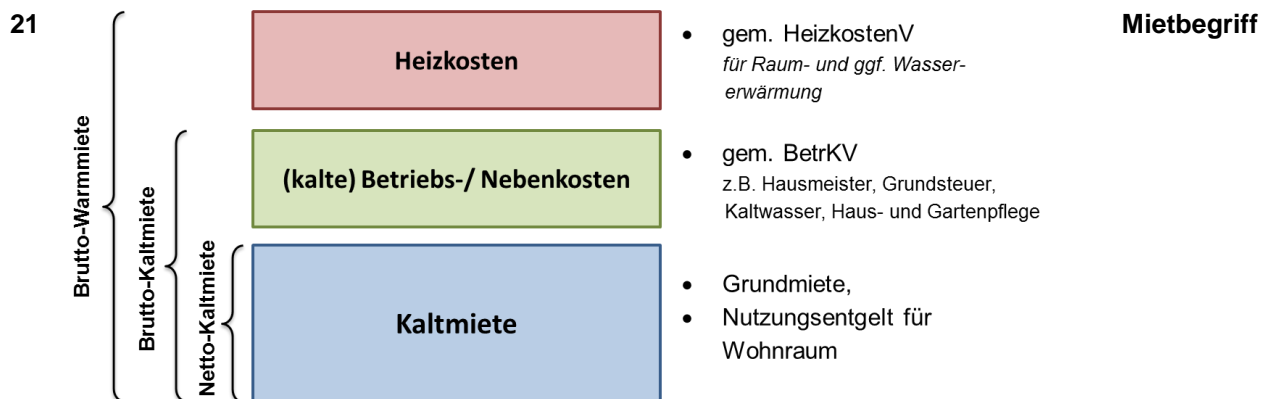 21
Mietbegriff
Brutto-Warmmiete
Brutto-Kaltmiete
Netto-Kaltmiete
Heizkosten
• gem. HeizkostenV
für Raum- und ggf. Wasser-
erwärmung
(kalte) Betriebs-/ Nebenkosten
• gem. BetrKV
z.B. Hausmeister, Grundsteuer,
Kaltwasser, Haus- und Gartenpflege
Kaltmiete
• Grundmiete,
• Nutzungsentgelt für
Wohnraum